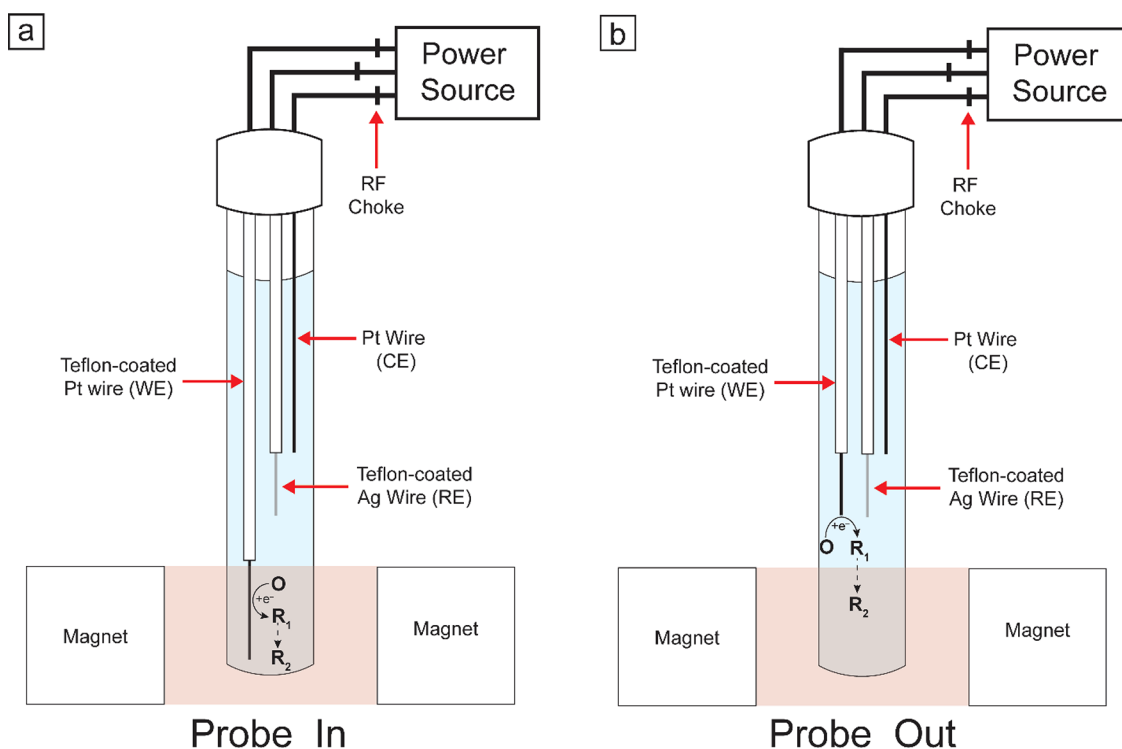 a
Power
Source
RF
Choke
Pt Wire
(CE)
Teflon-coated
Pt wire (WE)
Teflon-coated
Ag Wire (RE)
O
+e⁻
R₁
R₂
Magnet
Magnet
Probe In
b
Power
Source
RF
Choke
Pt Wire
(CE)
Teflon-coated
Pt wire (WE)
Teflon-coated
Ag Wire (RE)
+e⁻
O R₁
R₂
Magnet
Magnet
Probe Out